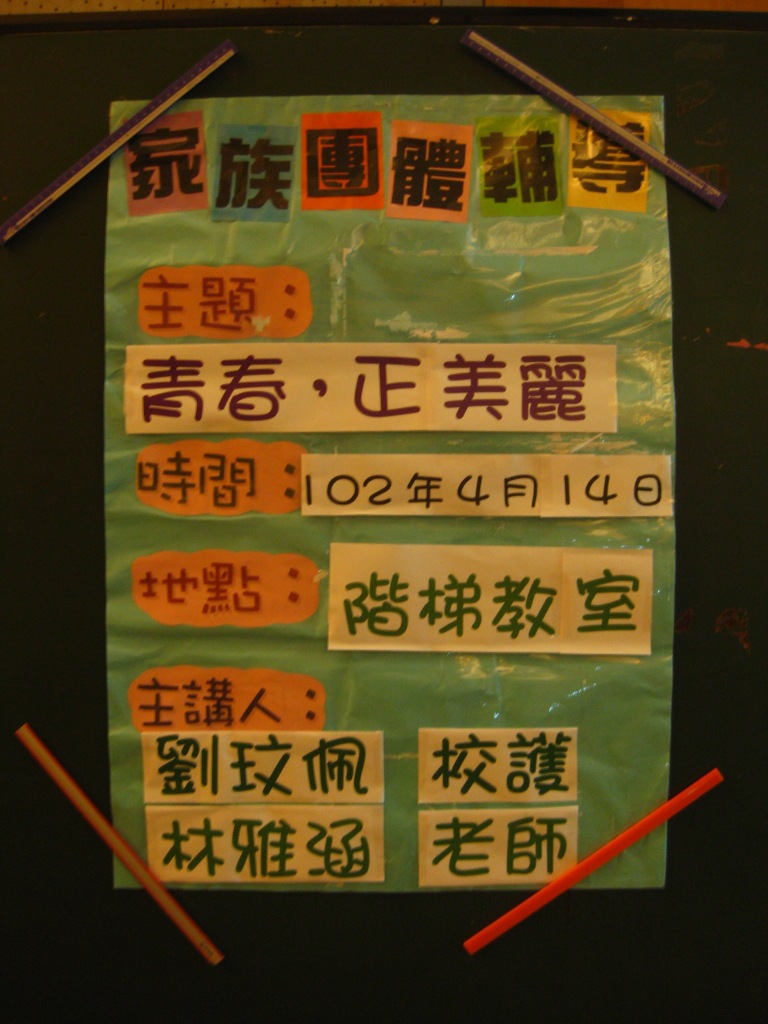 家族團體輔導
主題：
青春，正美麗
時間：102年4月14日
地點：階梯教室
主講人：
劉玟佩 校護
林雅涵 老師